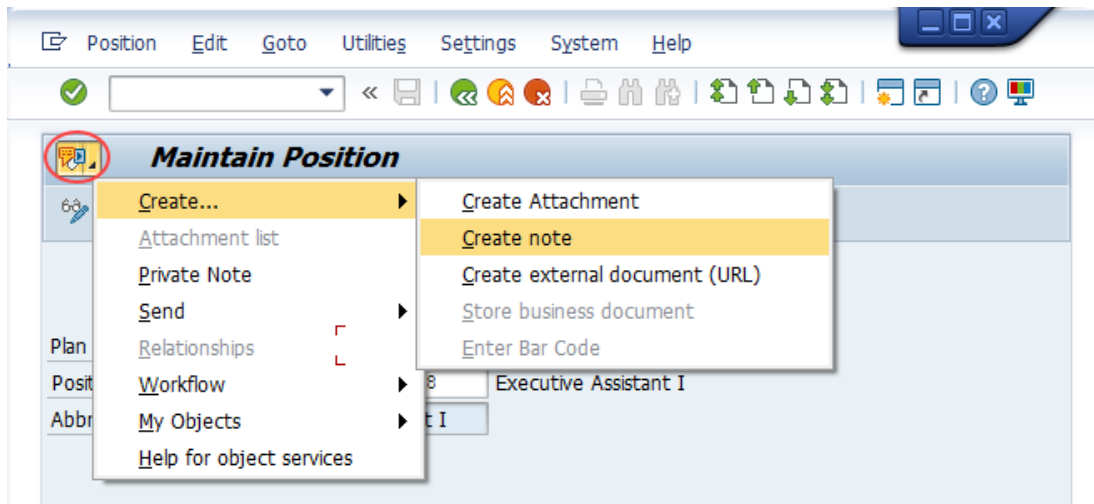 Position Edit Goto Utilities Settings System Help
Maintain Position
Create...
Attachment list
Private Note
Send
Relationships
Workflow
My Objects
Help for object services
Create Attachment
Create note
Create external document (URL)
Store business document
Enter Bar Code
Plan
Posit 8 Executive Assistant I
Abbr t I